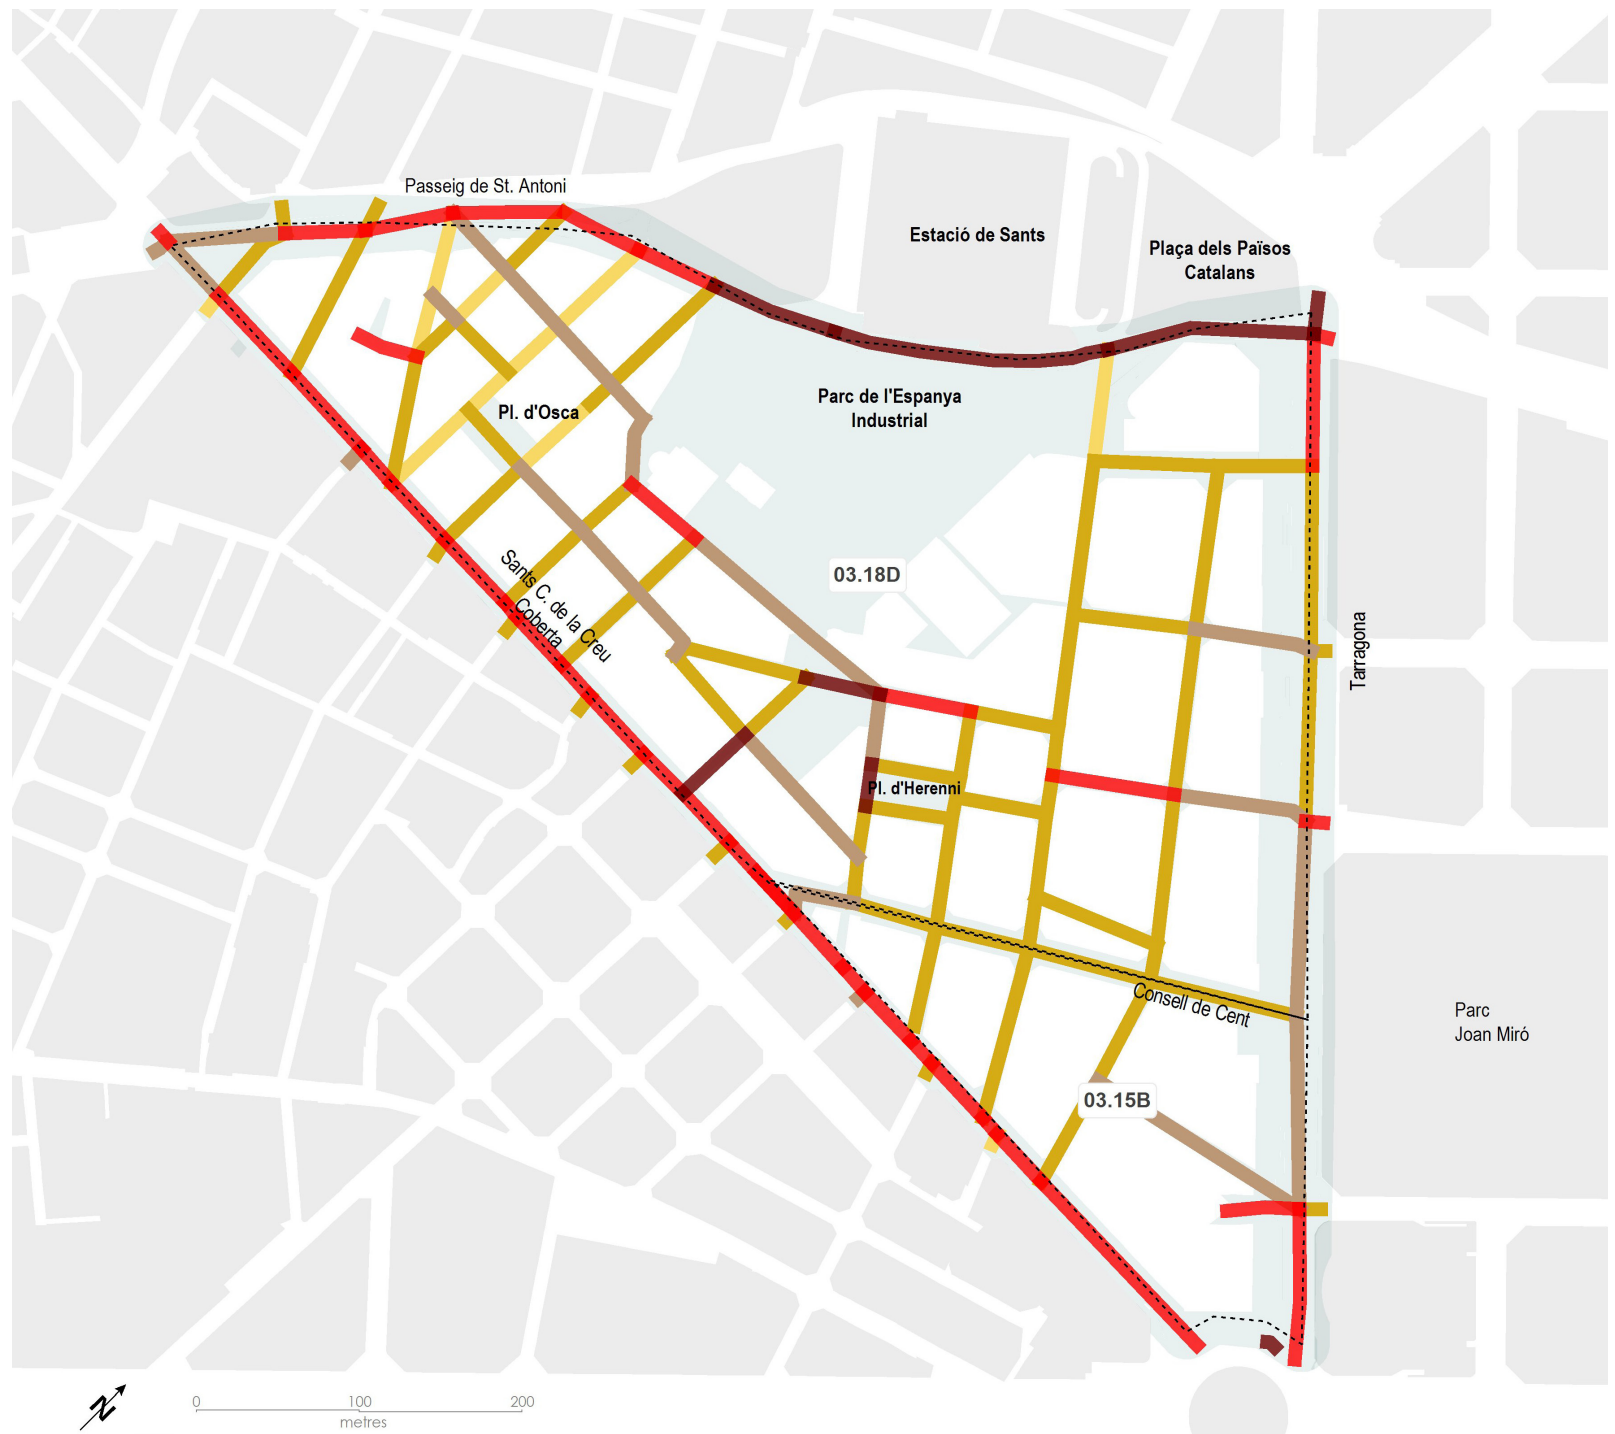 Passeig de St. Antoni
Estació de Sants
Plaça dels Països
Catalans
Parc de l'Espanya
Industrial
Pl. d'Osca
03.18D
Sants C. de la Creu
Coberta
Tarragona
Pl. d'Herenni
Consell de Cent
Parc
Joan Miró
03.15B
N
0 100 200
metres